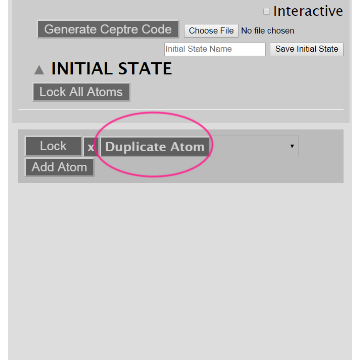 Interactive
Generate Ceptre Code Choose File No file chosen
Initial State Name Save Initial State
▲ INITIAL STATE
Lock All Atoms
Lock x Duplicate Atom
Add Atom